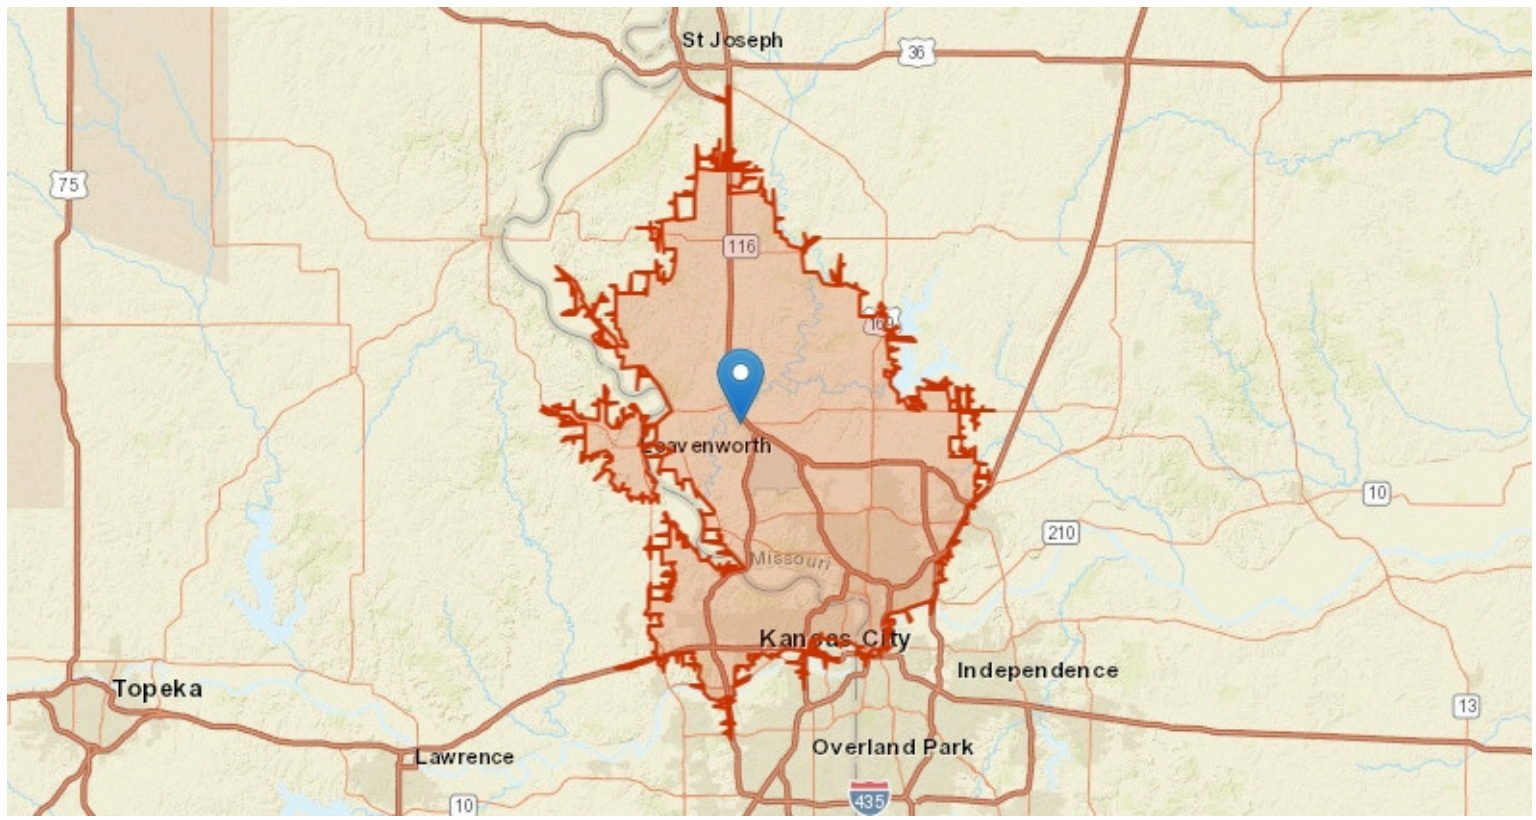 St Joseph
36
75
116
169
Leavenworth
10
210
Missouri
Kansas City
Independence
Topeka
13
Overland Park
Lawrence
435
10